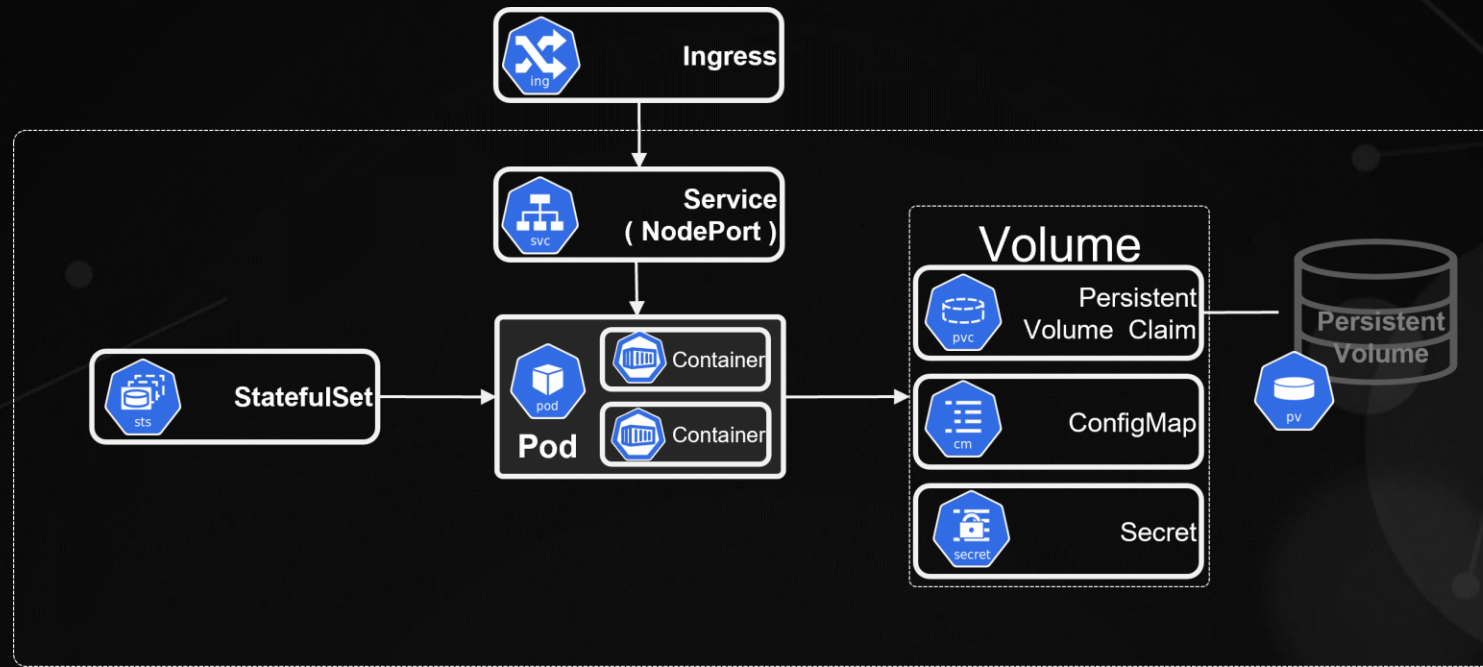 ing
Ingress
svc
Service
( NodePort )
Volume
pvc
Persistent
Volume Claim
Persistent
Volume
pv
sts
StatefulSet
pod
Pod
Container
Container
cm
ConfigMap
secret
Secret